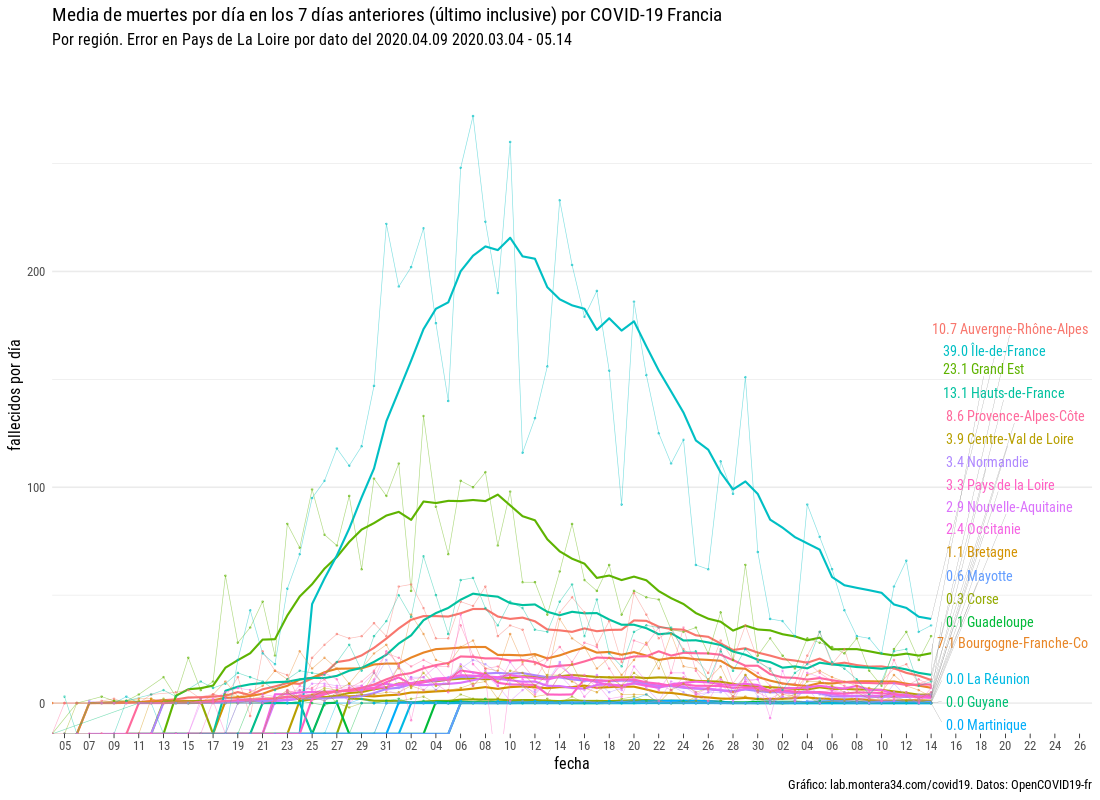 Media de muertes por día en los 7 días anteriores (último inclusive) por COVID-19 Francia
Por región. Error en Pays de La Loire por dato del 2020.04.09 2020.03.04 - 05.14
fallecidos por día
200
100
0
10.7 Auvergne-Rhône-Alpes
39.0 Île-de-France
23.1 Grand Est
13.1 Hauts-de-France
8.6 Provence-Alpes-Côte
3.9 Centre-Val de Loire
3.4 Normandie
3.3 Pays de la Loire
2.9 Nouvelle-Aquitaine
2.4 Occitanie
1.1 Bretagne
0.6 Mayotte
0.3 Corse
0.1 Guadeloupe
7.1 Bourgogne-Franche-Co
0.0 La Réunion
0.0 Guyane
0.0 Martinique
05 07 09 11 13 15 17 19 21 23 25 27 29 31 02 04 06 08 10 12 14 16 18 20 22 24 26 28 30 02 04 06 08 10 12 14 16 18 20 22 24 26
fecha
Gráfico: lab.montera34.com/covid19. Datos: OpenCOVID19-fr